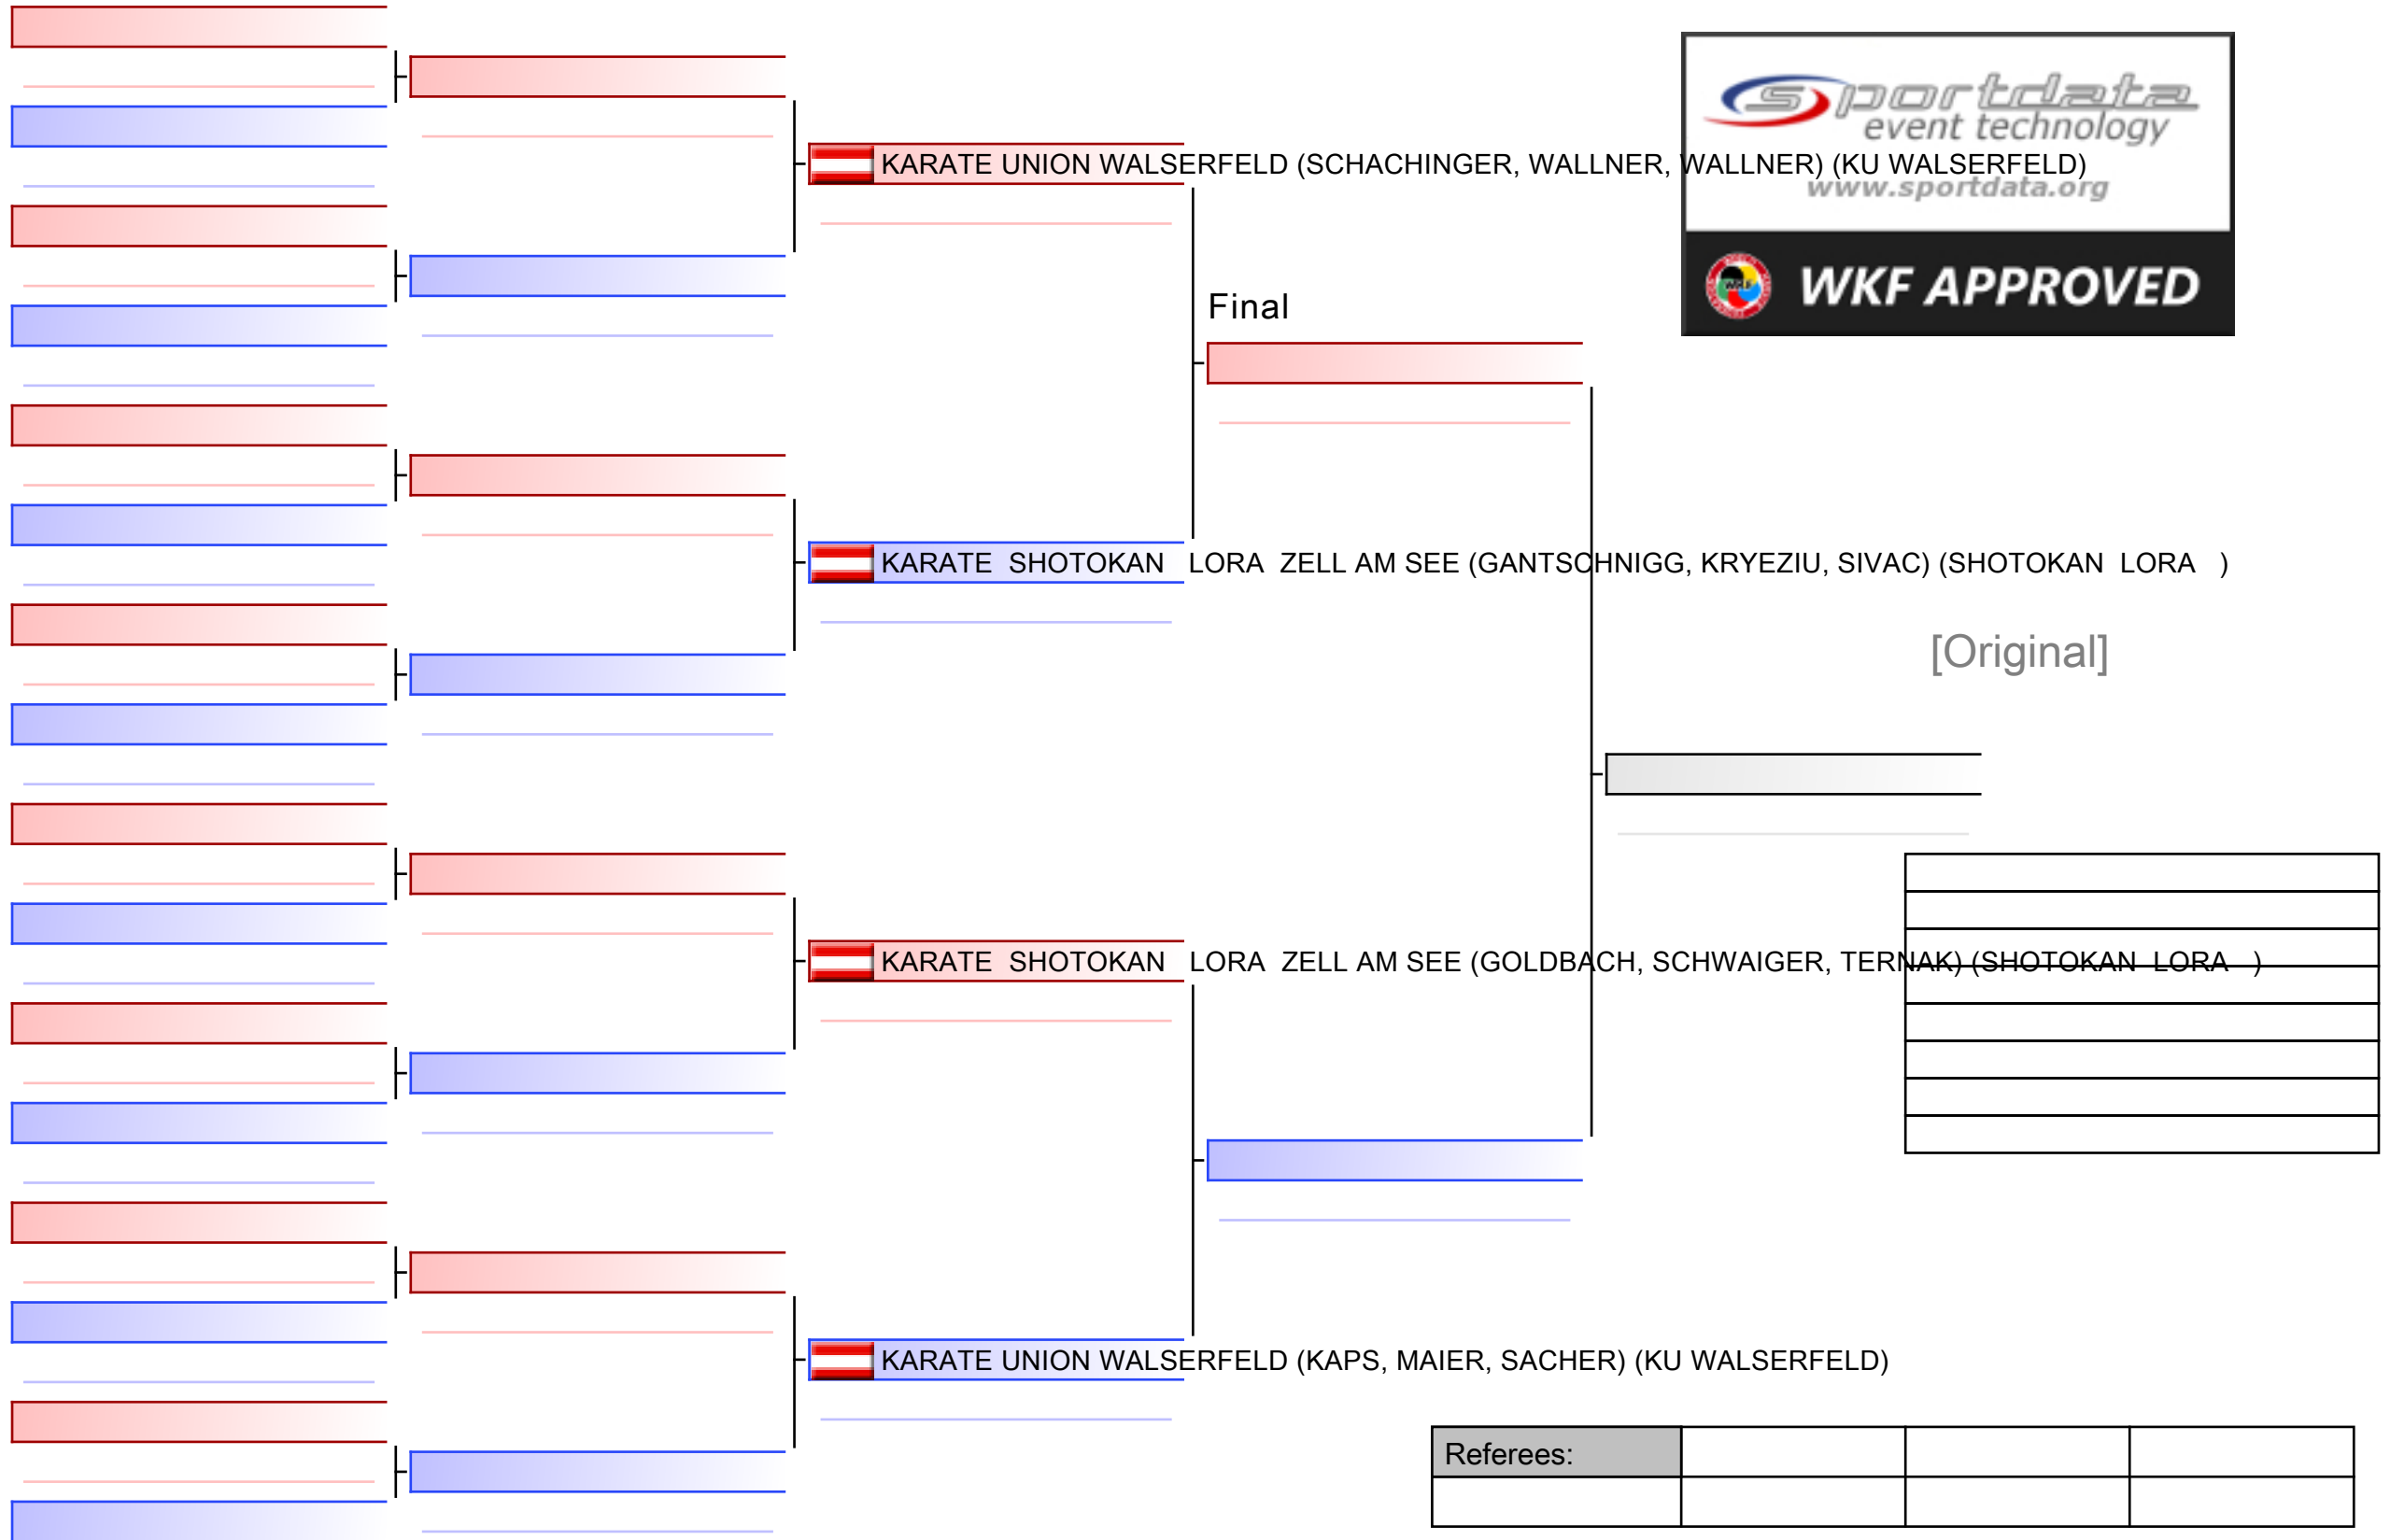 sportdata
event technology
KARATE UNION WALSERFELD (SCHACHINGER, WALLNER, WALLNER) (KU WALSERFELD)
www.sportdata.org
WKF APPROVED
Final
KARATE  SHOTOKAN   LORA  ZELL AM SEE (GANTSCHNIGG, KRYEZIU, SIVAC) (SHOTOKAN  LORA   )
[Original]
KARATE  SHOTOKAN   LORA  ZELL AM SEE (GOLDBACH, SCHWAIGER, TERNAK) (SHOTOKAN  LORA   )
KARATE UNION WALSERFELD (KAPS, MAIER, SACHER) (KU WALSERFELD)
Referees: